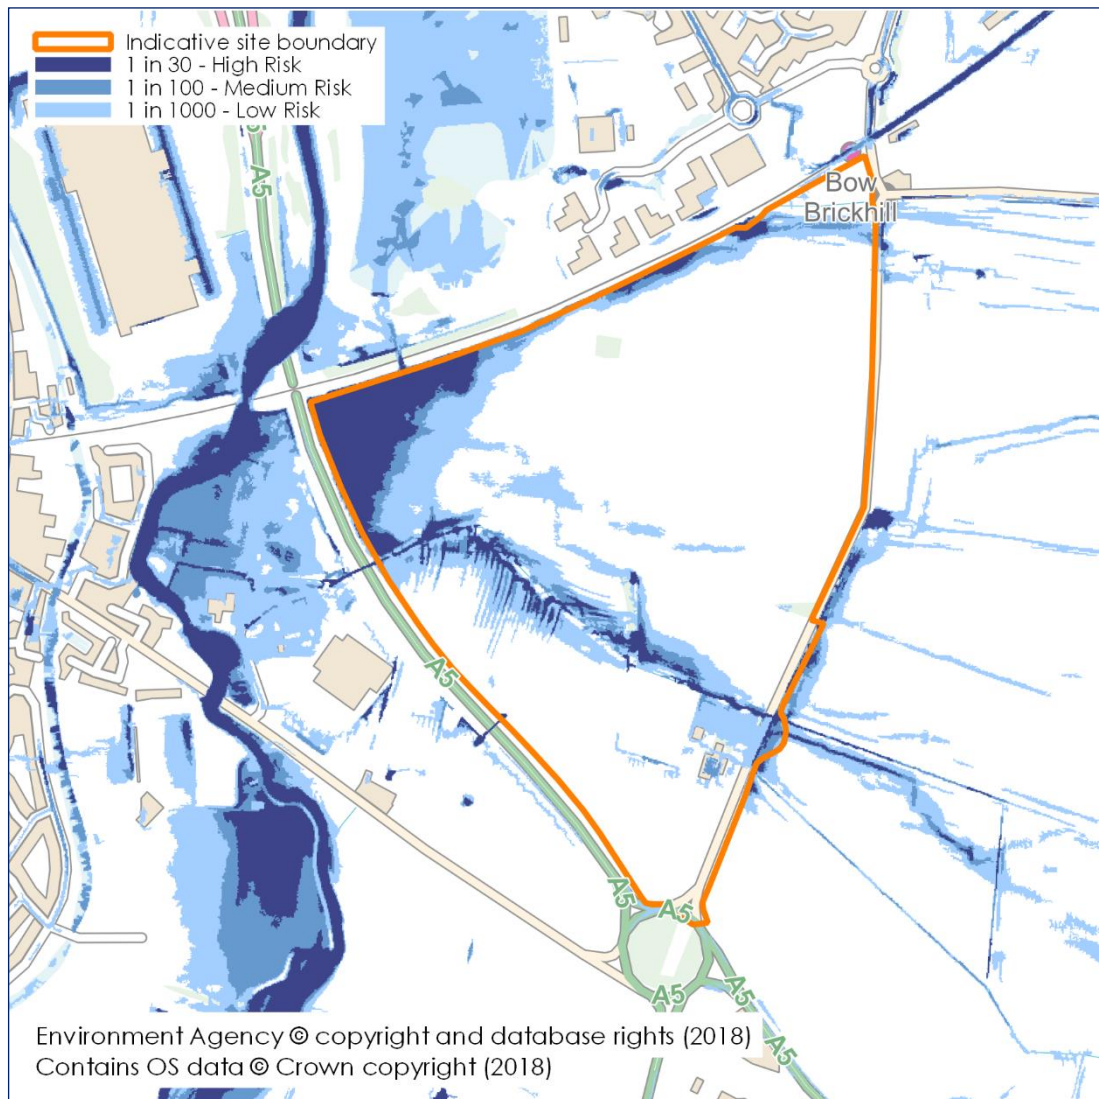 Indicative site boundary
1 in 30 - High Risk
1 in 100 - Medium Risk
1 in 1000 - Low Risk
A5
Bow
Brickhill
A5
A5
A5
A5
A5
A5
Environment Agency © copyright and database rights (2018)
Contains OS data © Crown copyright (2018)